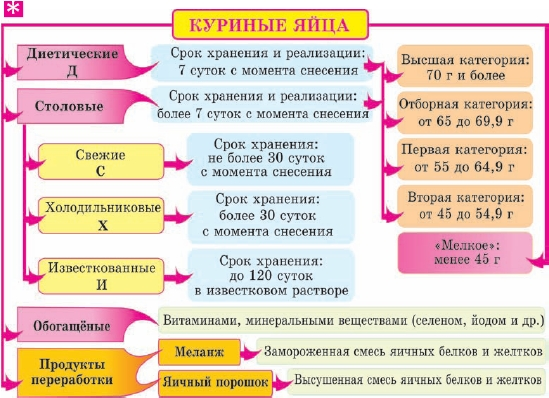 *
КУРИНЫЕ ЯЙЦА
Диетические
Д
Срок хранения и реализации:
7 суток с момента снесения
Столовые
Срок хранения и реализации:
более 7 суток с момента снесения
Свежие
С
Срок хранения:
не более 30 суток
с момента снесения
Холодильниковые
Х
Срок хранения:
более 30 суток
с момента снесения
Известкованные
И
Срок хранения:
до 120 суток
в известковом растворе
Высшая категория:
70 г и более
Отборная категория:
от 65 до 69,9 г
Первая категория:
от 55 до 64,9 г
Вторая категория:
от 45 до 54,9 г
«Мелкое»:
менее 45 г
Обогащёные
Витаминами, минеральными веществами (селеном, йодом и др.)
Продукты
переработки
Меланж
Замороженная смесь яичных белков и желтков
Яичный порошок
Высушенная смесь яичных белков и желтков